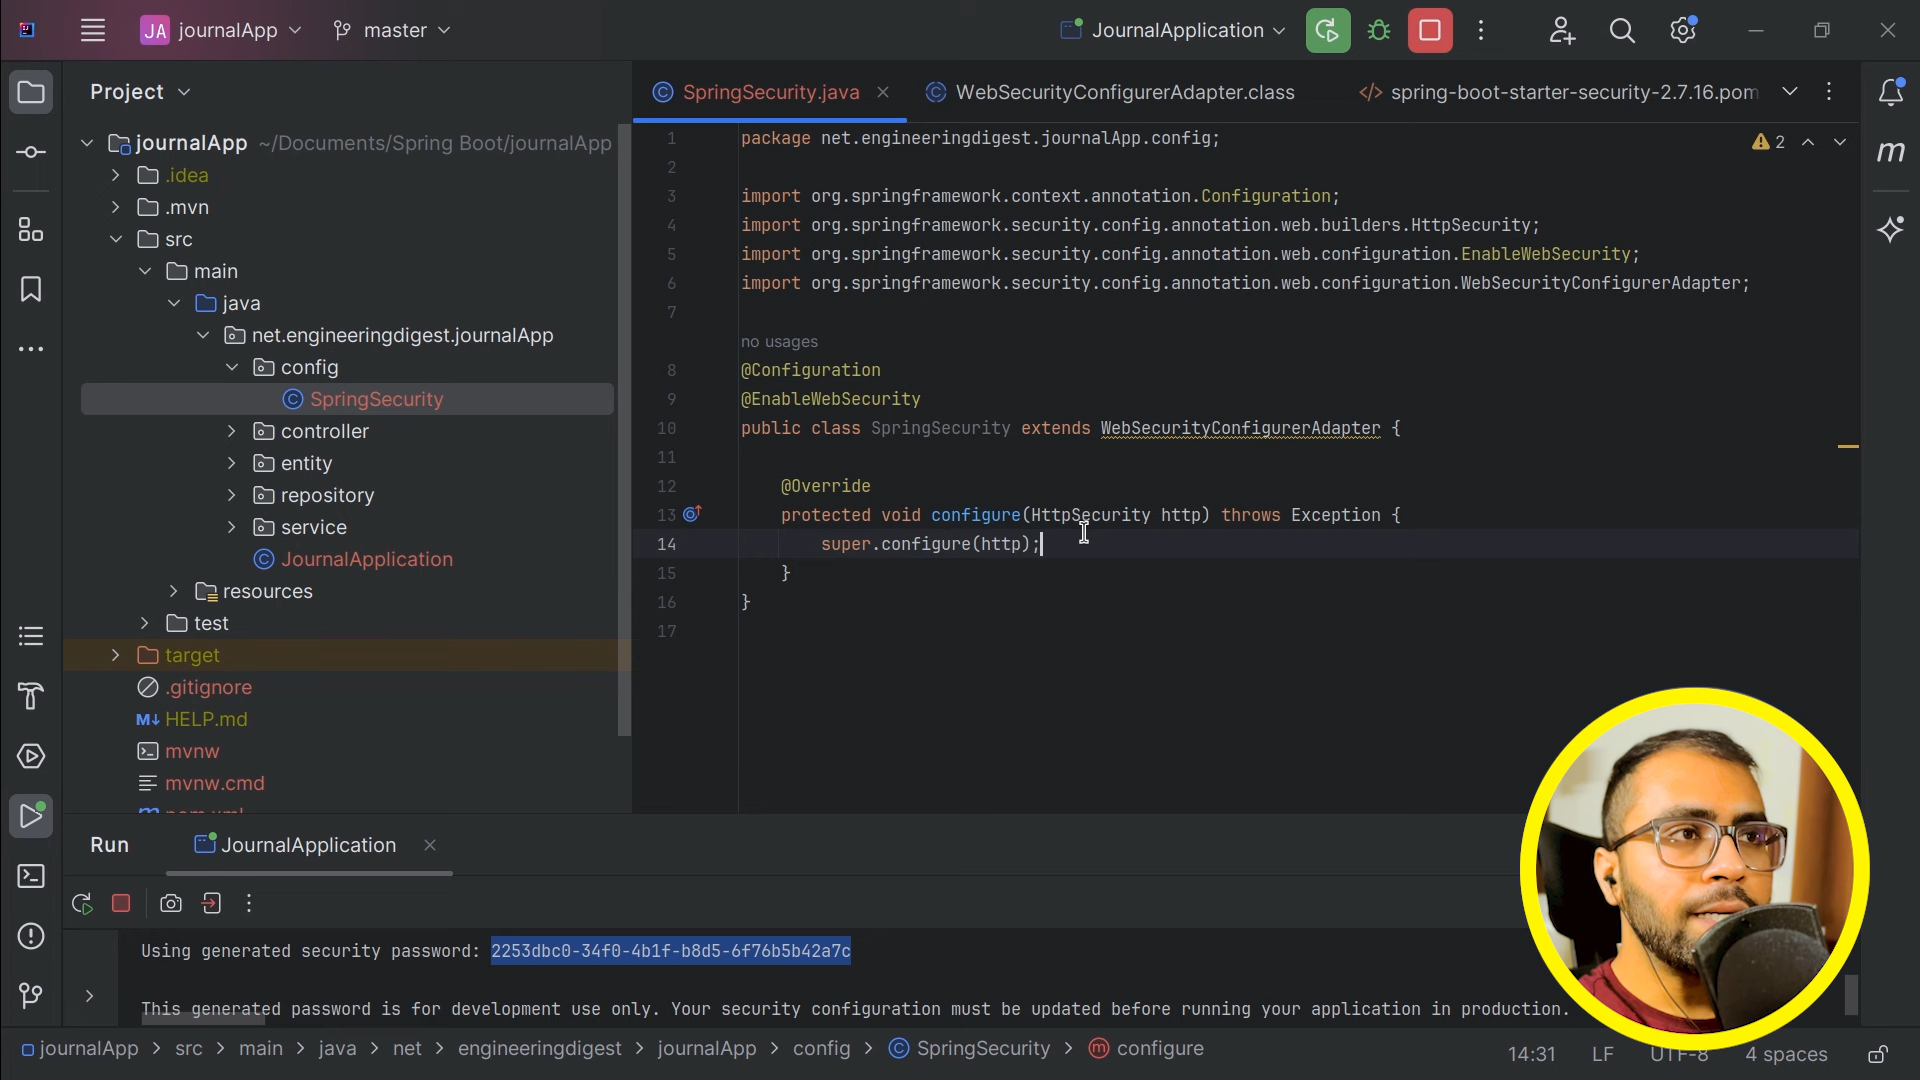 JA journalApp master JournalApplication
Project
SpringSecurity.java WebSecurityConfigurerAdapter.class spring-boot-starter-security-2.7.16.pom
journalApp ~/Documents/Spring Boot/journalApp
.idea
.mvn
src
main
java
net.engineeringdigest.journalApp
config
SpringSecurity
controller
entity
repository
service
JournalApplication
resources
test
target
.gitignore
M↓ HELP.md
mvnw
mvnw.cmd
2
1 package net.engineeringdigest.journalApp.config;
2
3 import org.springframework.context.annotation.Configuration;
4 import org.springframework.security.config.annotation.web.builders.HttpSecurity;
5 import org.springframework.security.config.annotation.web.configuration.EnableWebSecurity;
6 import org.springframework.security.config.annotation.web.configuration.WebSecurityConfigurerAdapter;
7
no usages
8 @Configuration
9 @EnableWebSecurity
10 public class SpringSecurity extends WebSecurityConfigurerAdapter {
11
12 @Override
13 protected void configure(HttpSecurity http) throws Exception {
14 super.configure(http);
15 }
16 }
17
m
Run JournalApplication
Using generated security password: 2253dbc0-34f0-4b1f-b8d5-6f76b5b42a7c
This generated password is for development use only. Your security configuration must be updated before running your application in production.
journalApp > src > main > java > net > engineeringdigest > journalApp > config > SpringSecurity > configure
14:31 LF UTF-8 4 spaces